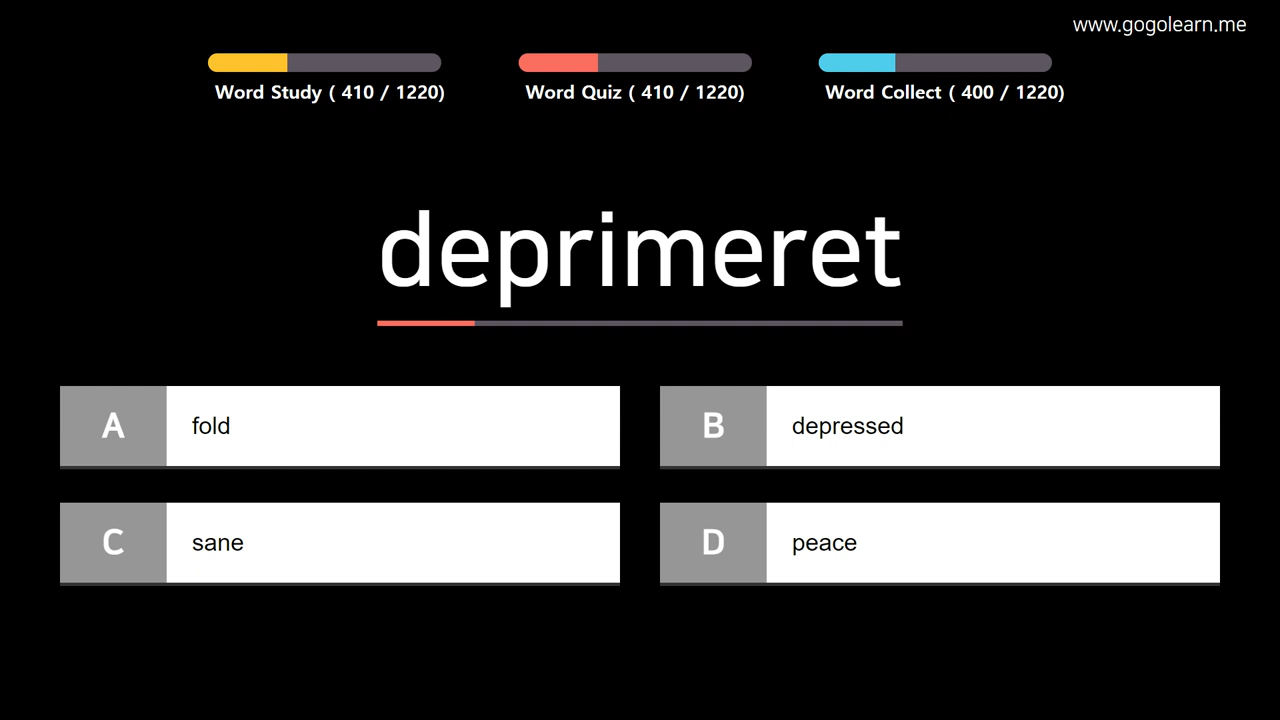 www.gogolearn.me
Word Study ( 410 / 1220)
Word Quiz ( 410 / 1220)
Word Collect ( 400 / 1220)
deprimeret
A fold
B depressed
C sane
D peace